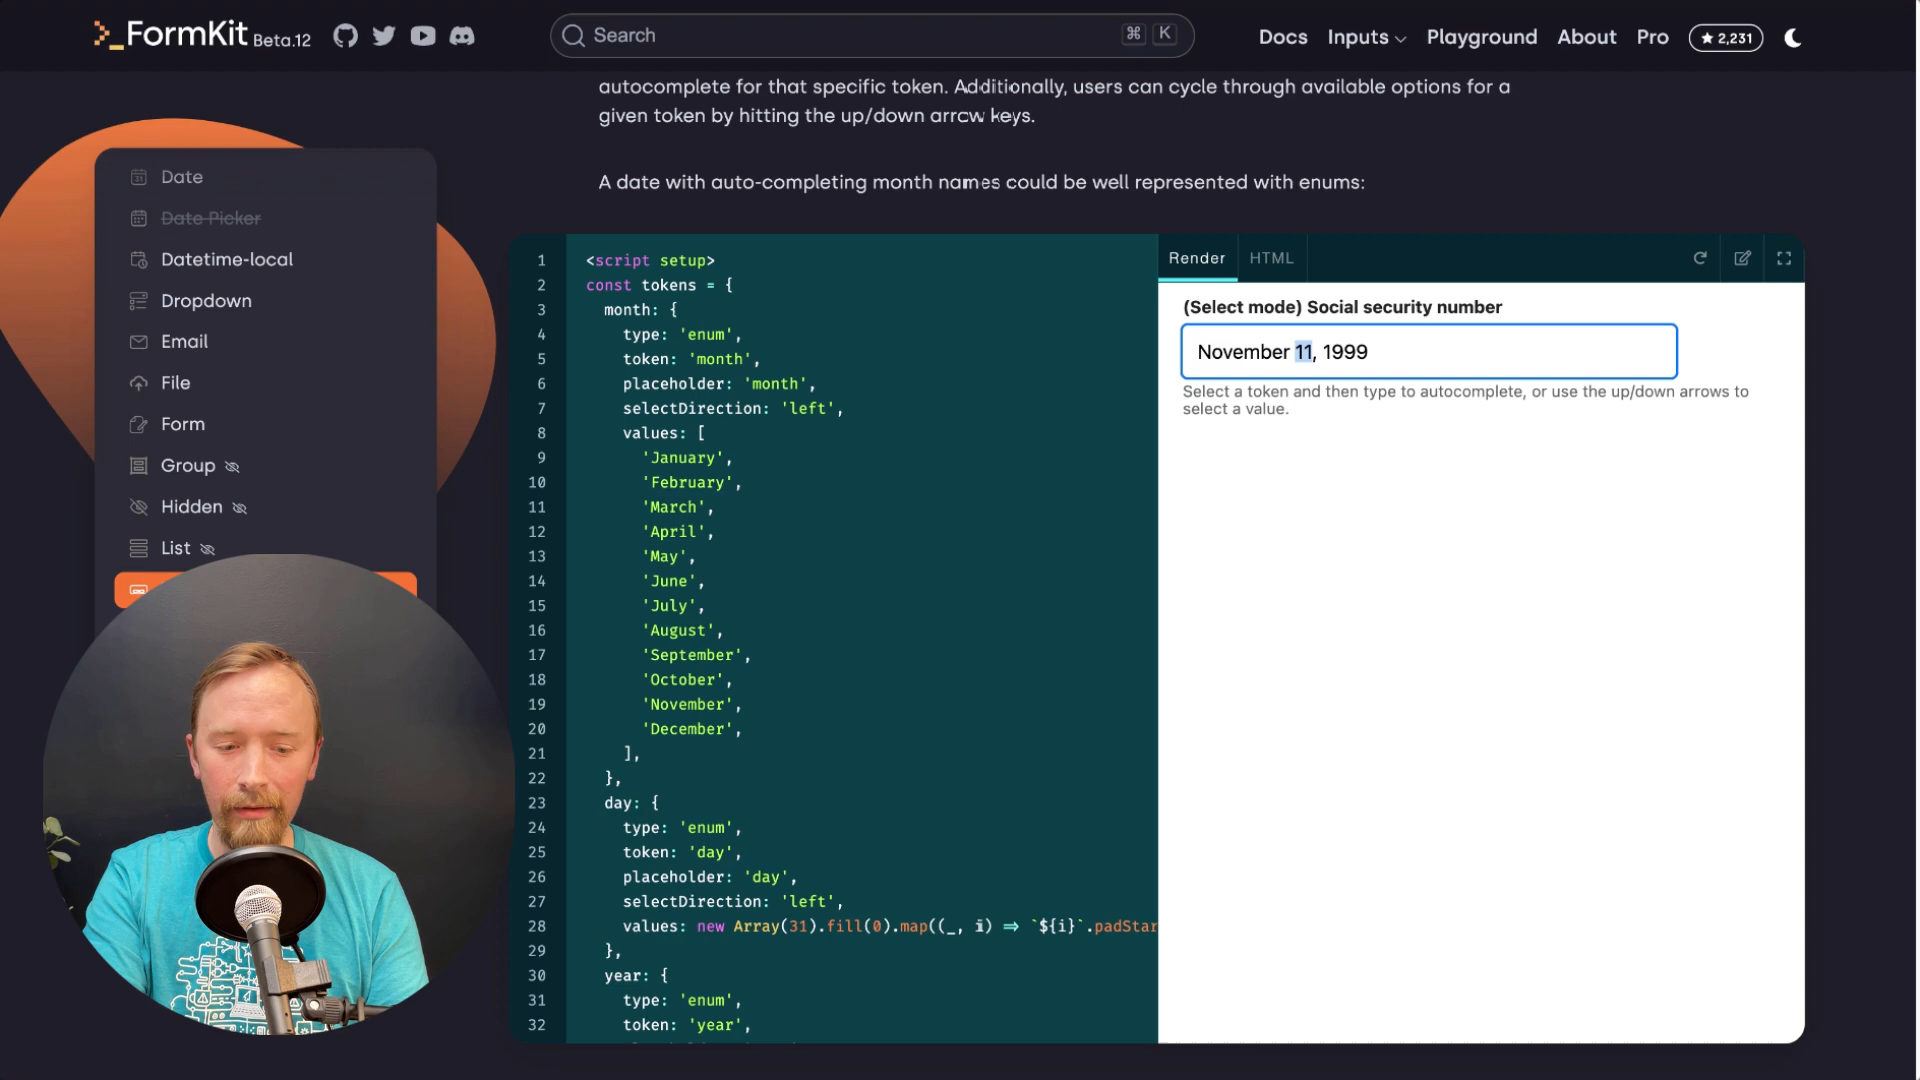 FormKit Beta.12
Search
⌘ K
Docs
Inputs
Playground
About
Pro
★ 2,231
autocomplete for that specific token. Additionally, users can cycle through available options for a
given token by hitting the up/down arrow keys.
A date with auto-completing month names could be well represented with enums:
Date
Date Picker
Datetime-local
Dropdown
Email
File
Form
Group
Hidden
List
1 <script setup>
2 const tokens = {
3 month: {
4 type: 'enum',
5 token: 'month',
6 placeholder: 'month',
7 selectDirection: 'left',
8 values: [
9 'January',
10 'February',
11 'March',
12 'April',
13 'May',
14 'June',
15 'July',
16 'August',
17 'September',
18 'October',
19 'November',
20 'December',
21 ],
22 },
23 day: {
24 type: 'enum',
25 token: 'day',
26 placeholder: 'day',
27 selectDirection: 'left',
28 values: new Array(31).fill(0).map((_, i) => `${i}`.padStar
29 },
30 year: {
31 type: 'enum',
32 token: 'year',
Render
HTML
(Select mode) Social security number
November 11, 1999
Select a token and then type to autocomplete, or use the up/down arrows to
select a value.